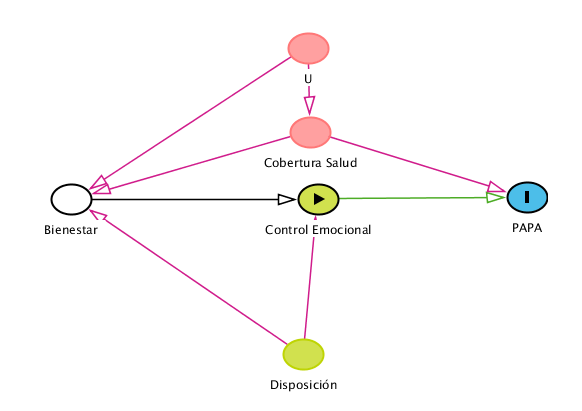 U
Cobertura Salud
Bienestar
Control Emocional
PAPA
Disposición